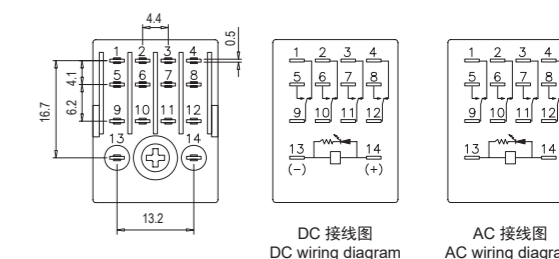 4.4
0.5
1 2 3 4
5 6 7 8
9 10 11 12
13 14
4.1
6.2
16.7
13.2
1 2 3 4
5 6 7 8
9 10 11 12
13 14
(-) (+)
DC 接线图
DC wiring diagram
1 2 3 4
5 6 7 8
9 10 11 12
13 14
AC 接线图
AC wiring diagra